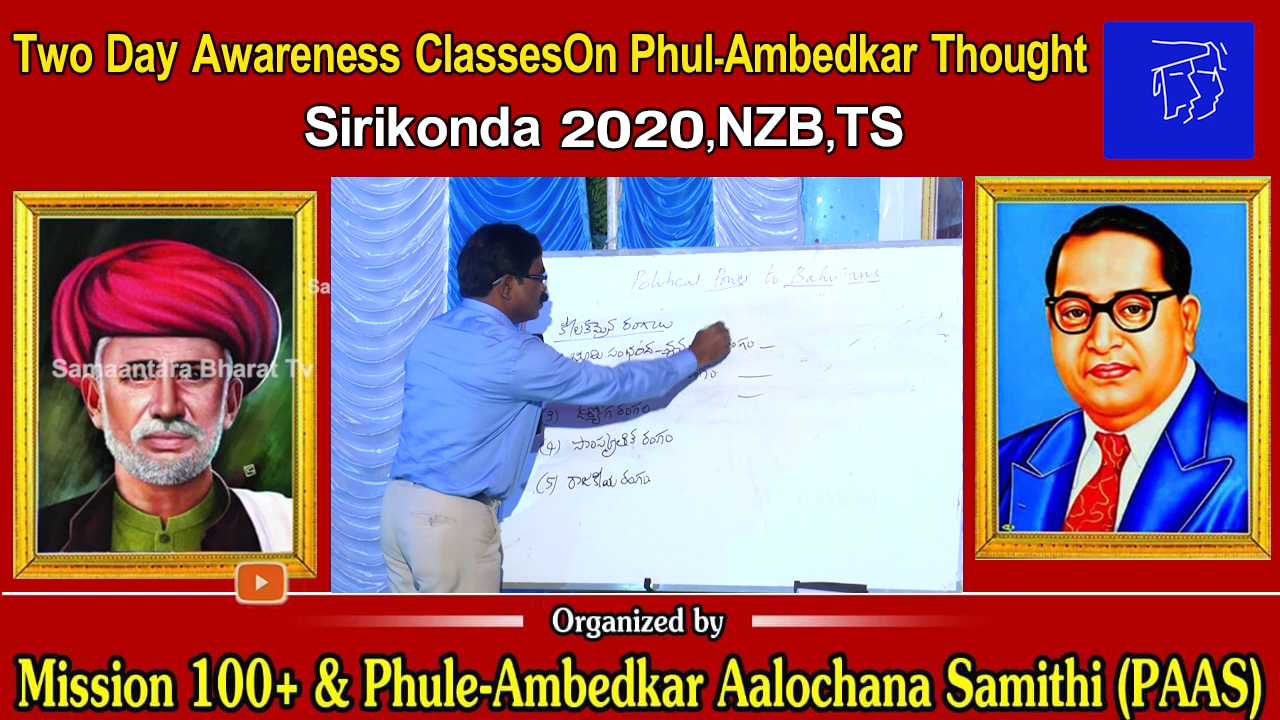 Two Day Awareness ClassesOn Phul-Ambedkar Thought
Sirikonda 2020,NZB,TS
Sa
Samaantara Bharat Tv
Political Power to Bahujans
కీలకమైన రంగాలు
భూమి సంభంద
రంగం
రంగం
3) ఉద్యోగ రంగం
(4) సాంస్కృతిక రంగం
(5) రాజకీయ రంగం
Organized by
Mission 100+ & Phule-Ambedkar Aalochana Samithi (PAAS)